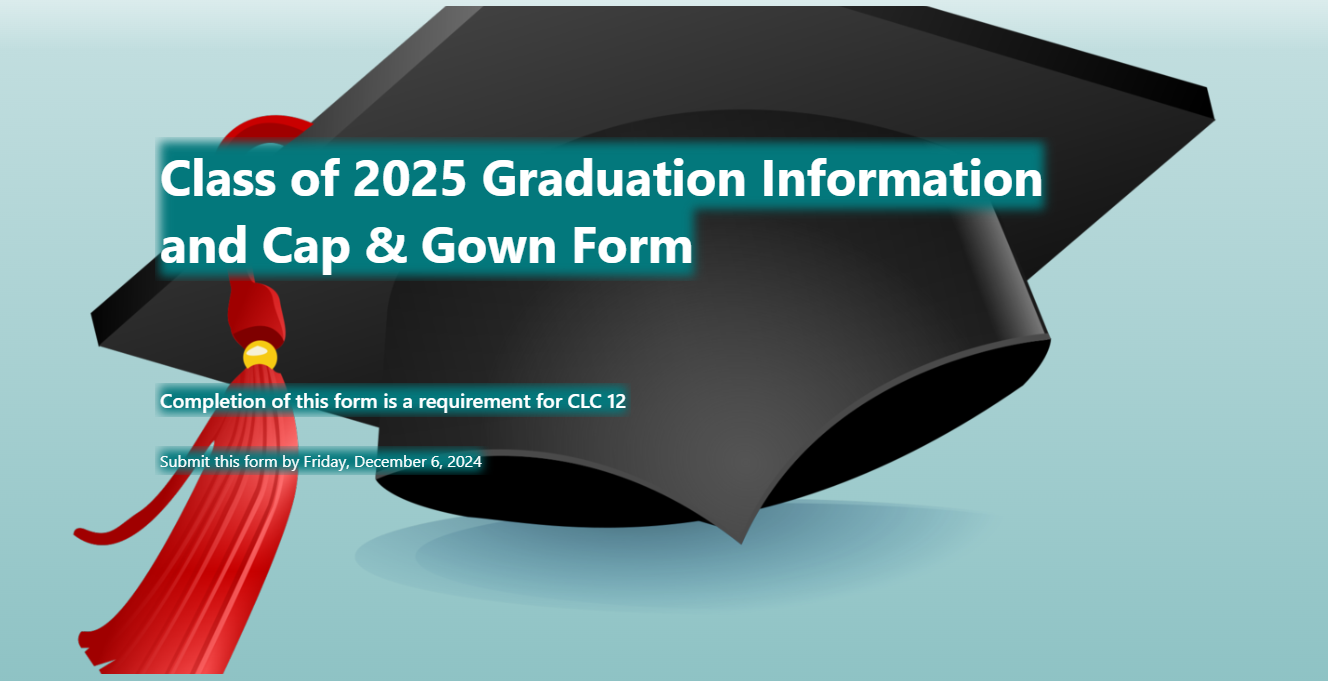 Class of 2025 Graduation Information
and Cap & Gown Form
Completion of this form is a requirement for CLC 12
Submit this form by Friday, December 6, 2024